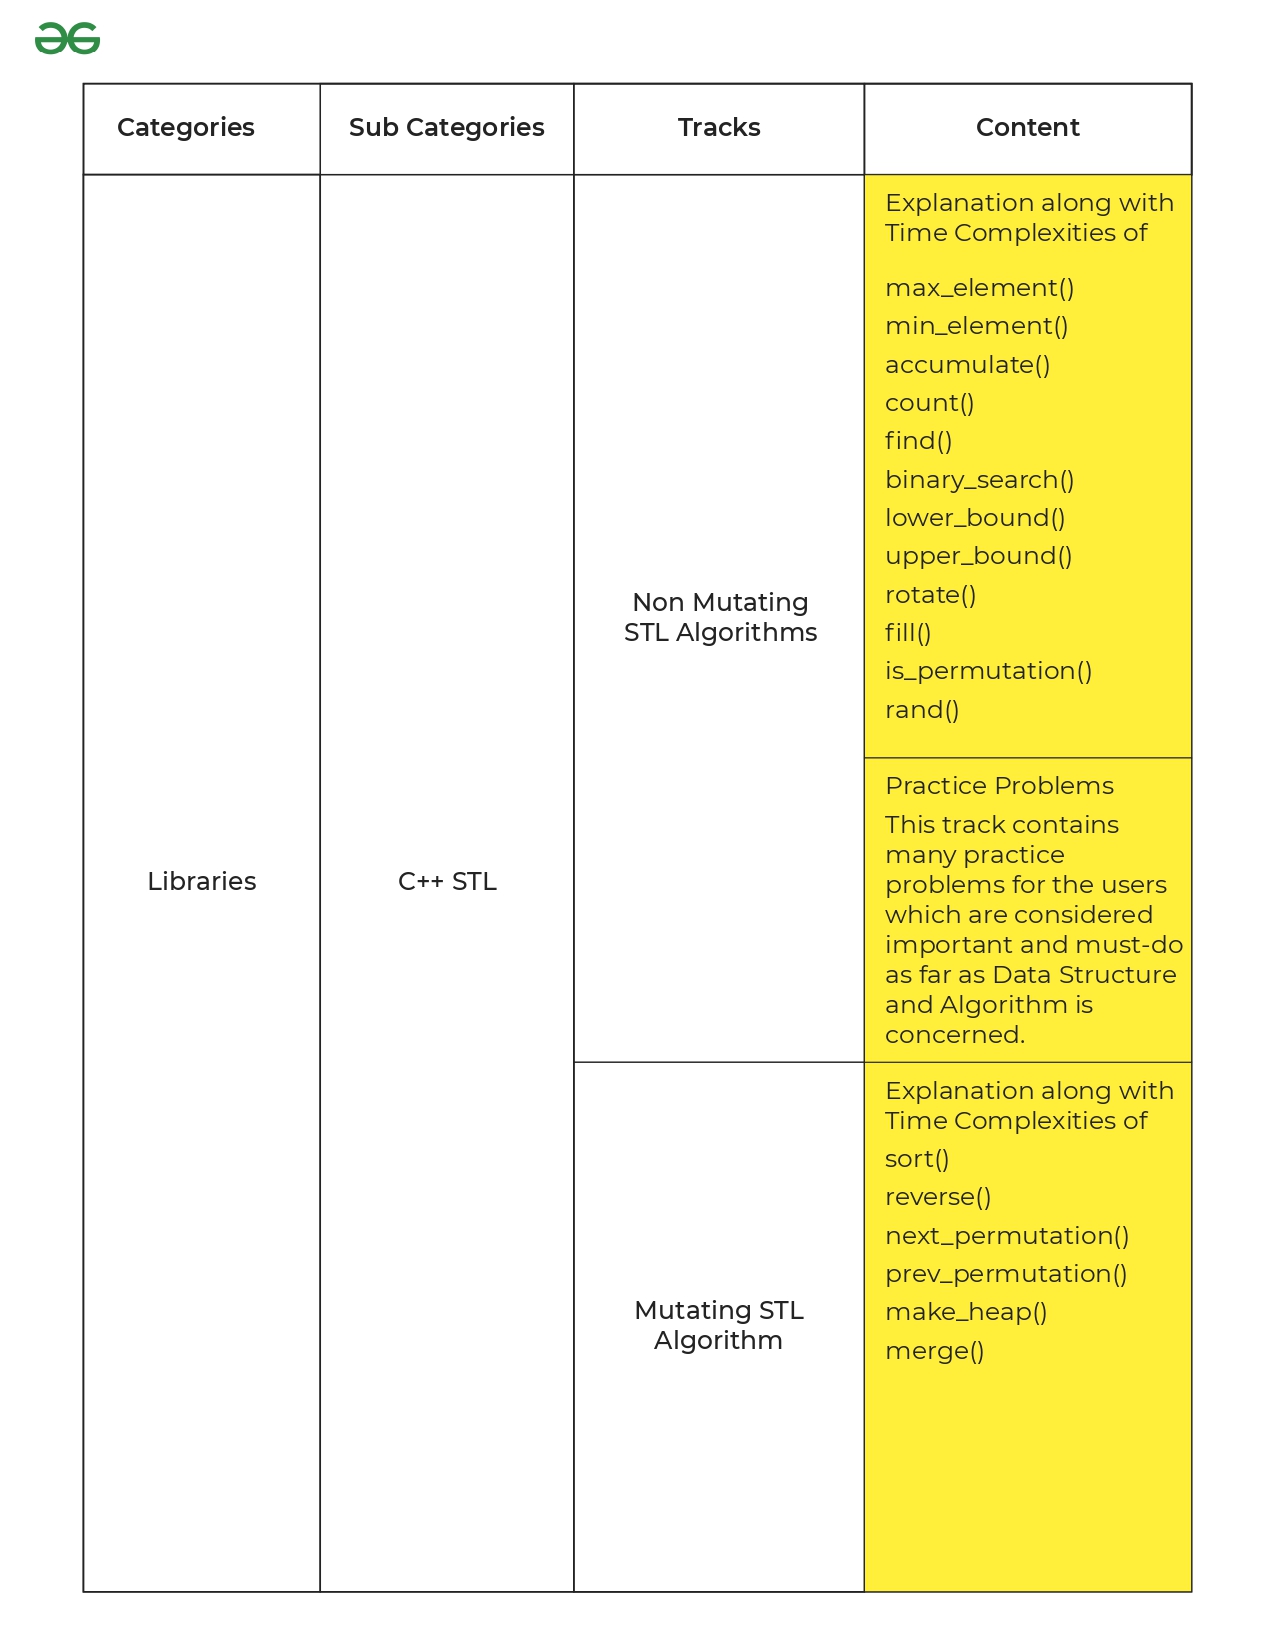 Categories
Sub Categories
Tracks
Content
Libraries
C++ STL
Non Mutating
STL Algorithms
Explanation along with
Time Complexities of
max_element()
min_element()
accumulate()
count()
find()
binary_search()
lower_bound()
upper_bound()
rotate()
fill()
is_permutation()
rand()
Practice Problems
This track contains
many practice
problems for the users
which are considered
important and must-do
as far as Data Structure
and Algorithm is
concerned.
Mutating STL
Algorithm
Explanation along with
Time Complexities of
sort()
reverse()
next_permutation()
prev_permutation()
make_heap()
merge()